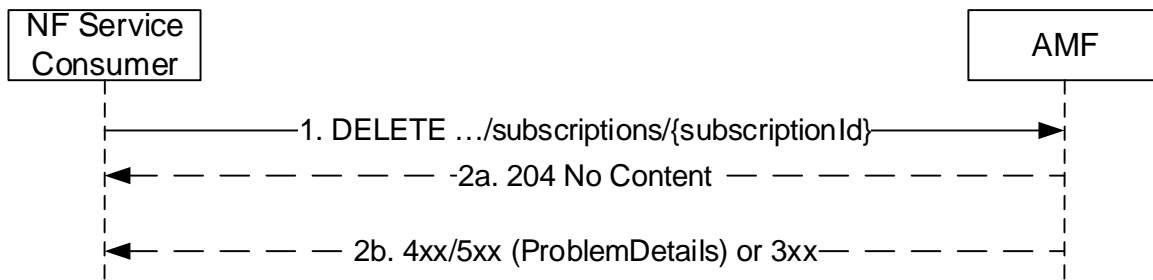 NF Service
Consumer
AMF
1. DELETE …/subscriptions/{subscriptionId}
2a. 204 No Content
2b. 4xx/5xx (ProblemDetails) or 3xx